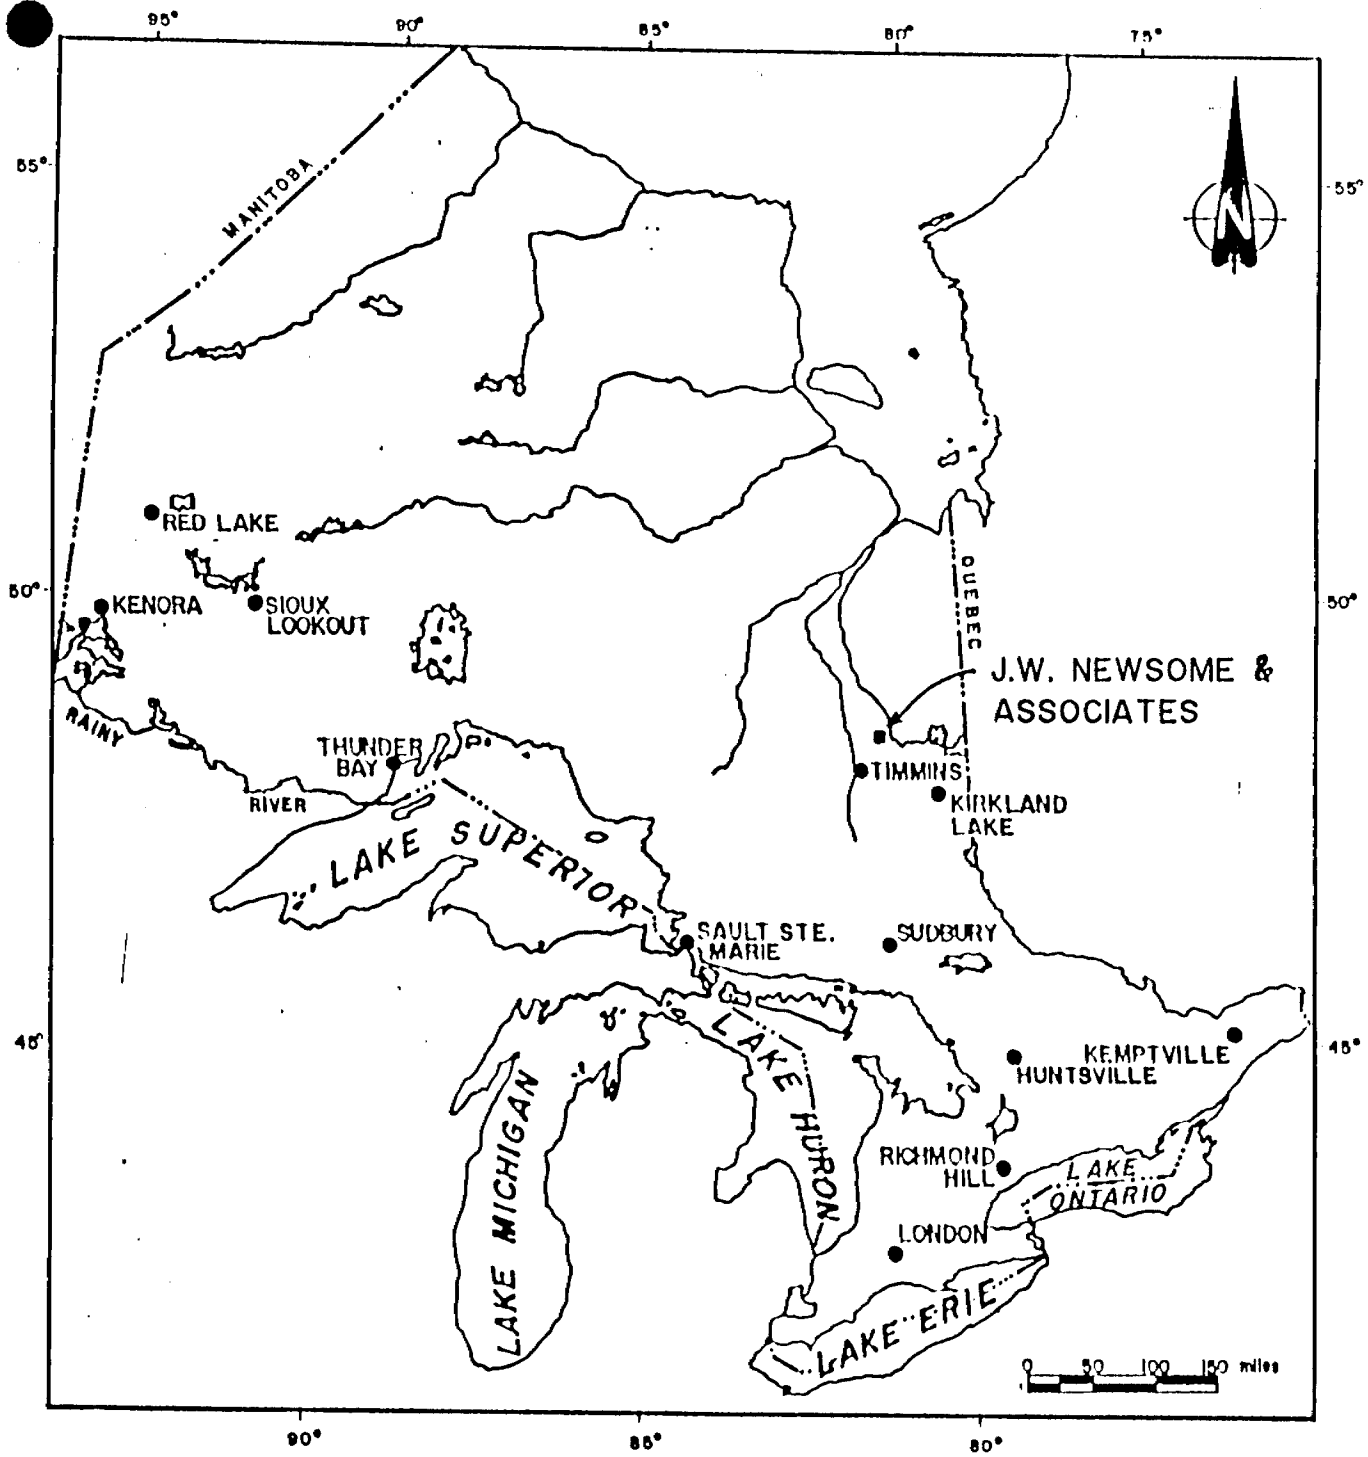 95° 90° 85° 80° 75°
55°
55°
MANITOBA
N
RED LAKE
50°
50°
KENORA
SIOUX
LOOKOUT
QUEBEC
J.W. NEWSOME &
ASSOCIATES
RAINY
RIVER
THUNDER
BAY
TIMMINS
KIRKLAND
LAKE
LAKE SUPERIOR
SAULT STE.
MARIE
SUDBURY
45°
45°
KEMPTVILLE
HUNTSVILLE
LAKE HURON
LAKE MICHIGAN
RICHMOND
HILL
LAKE
ONTARIO
LONDON
LAKE ERIE
0 50 100 150 miles
90° 85° 80°